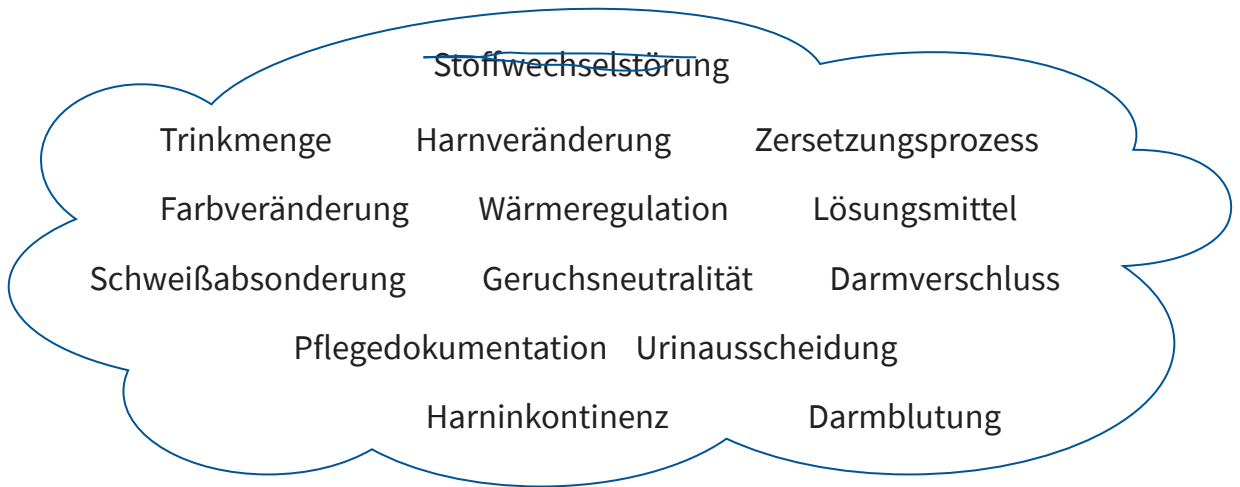 Stoffwechselstörung
Trinkmenge Harnveränderung Zersetzungsprozess
Farbveränderung Wärmeregulation Lösungsmittel
Schweißabsonderung Geruchsneutralität Darmverschluss
Pflegedokumentation Urinausscheidung
Harninkontinenz Darmblutung